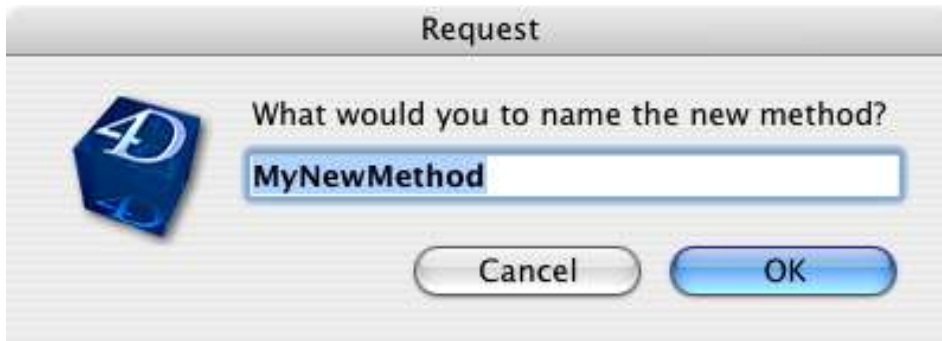 Request
4D
What would you to name the new method?
MyNewMethod
Cancel
OK